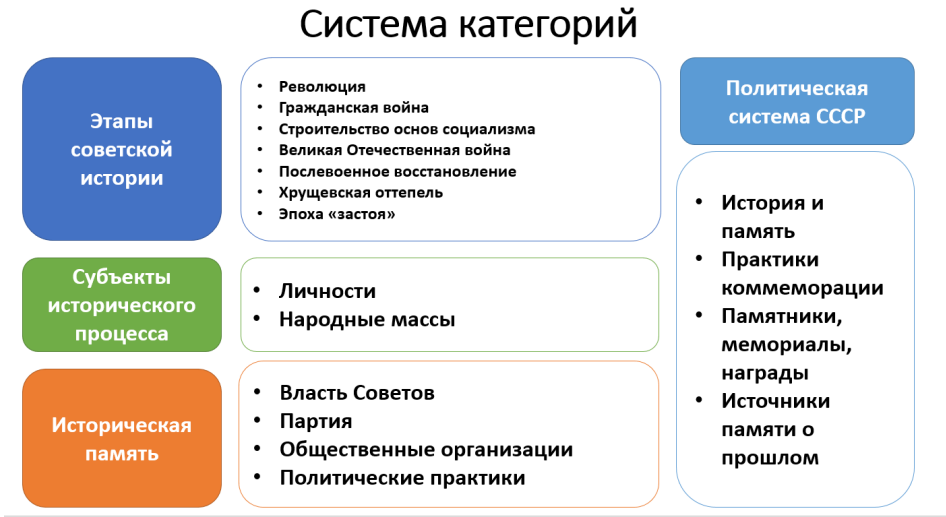 Система категорий
Этапы
советской
истории
• Революция
• Гражданская война
• Строительство основ социализма
• Великая Отечественная война
• Послевоенное восстановление
• Хрущевская оттепель
• Эпоха «застоя»
Субъекты
исторического
процесса
• Личности
• Народные массы
Историческая
память
• Власть Советов
• Партия
• Общественные организации
• Политические практики
Политическая
система СССР
• История и
память
• Практики
коммеморации
• Памятники,
мемориалы,
награды
• Источники
памяти о
прошлом